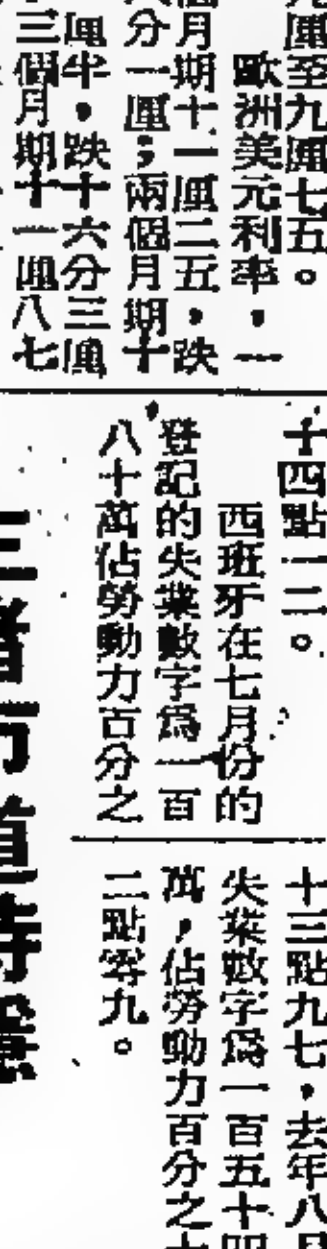 厘至九厘七五。
歐洲美元利率，一
月期十一厘二五，跌
分一厘；兩個月期十
厘半，跌十六分三厘
三個月期十一厘八七
十四點一二。
西班牙在七月份的
登記的失業數字爲一百
八十萬，佔勞動力百分之
十三點九七，去年八月
失業數字爲一百五十四
萬，佔勞動力百分之十
二點零九。